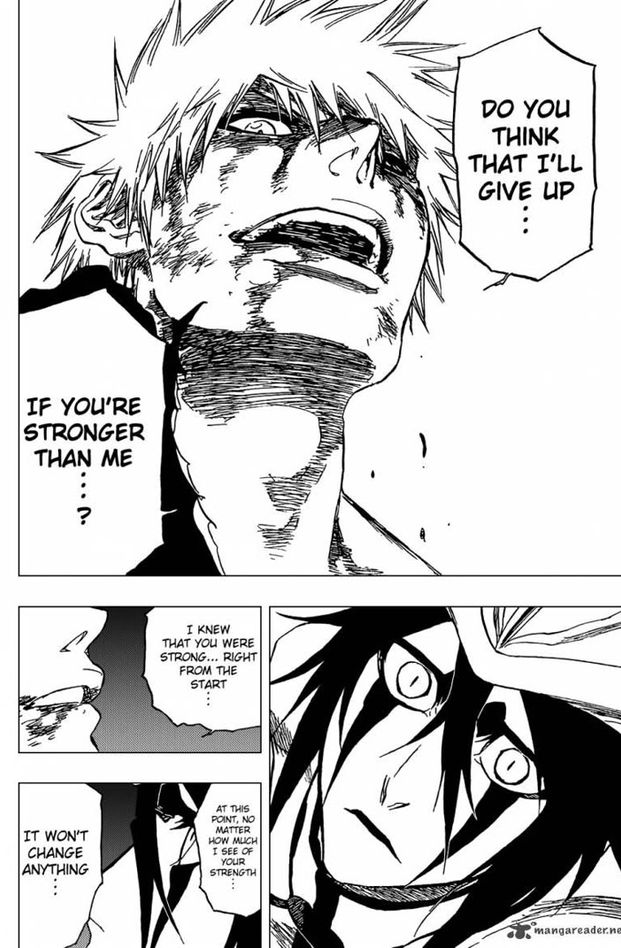 DO YOU
THINK
THAT I'LL
GIVE UP
...
IF YOU'RE
STRONGER
THAN ME
...
?
I KNEW
THAT YOU WERE
STRONG... RIGHT
FROM THE
START
...
AT THIS
POINT, NO
MATTER
HOW MUCH
I SEE OF
YOUR
STRENGTH
...
IT WON'T
CHANGE
ANYTHING
...
mangareader.net